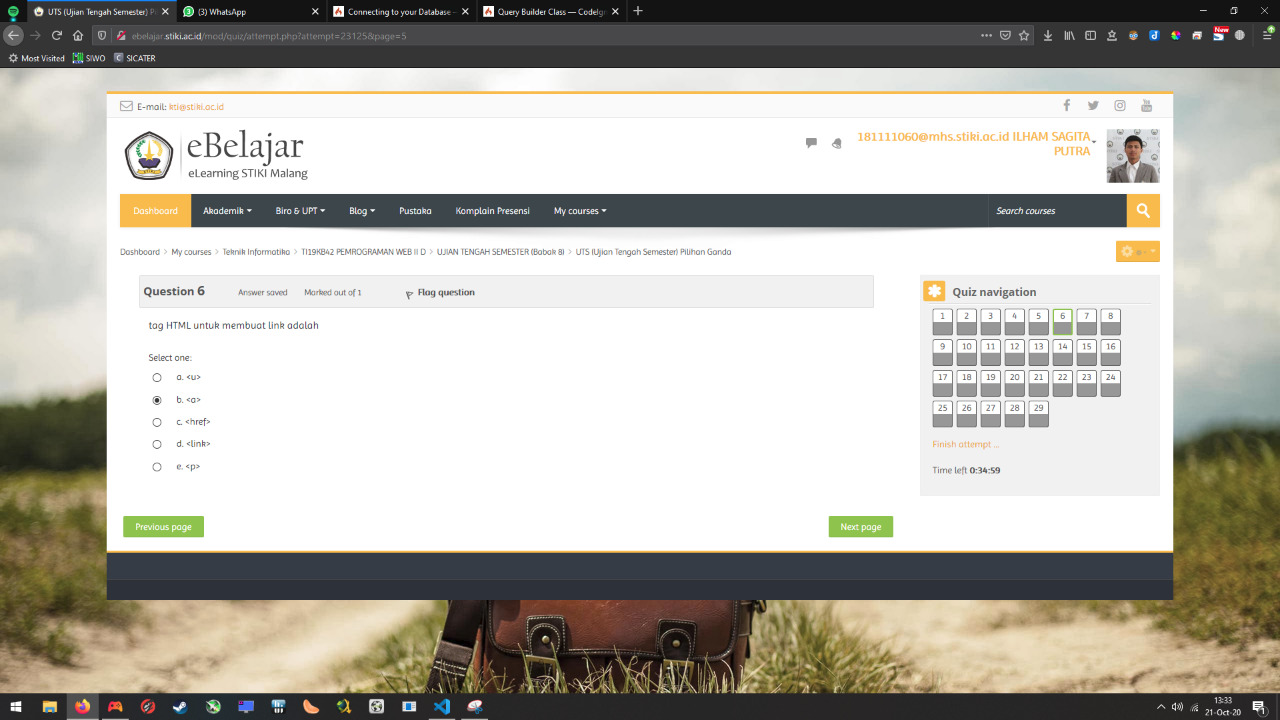 UTS (Ujian Tengah Semester) Pi
(3) WhatsApp
Connecting to your Database
Query Builder Class — CodeIgn
ebelajar.stiki.ac.id/mod/quiz/attempt.php?attempt=23125&page=5
New
Most Visited
SIWO
SICATER
E-mail: kti@stiki.ac.id
eBelajar
eLearning STIKI Malang
181111060@mhs.stiki.ac.id ILHAM SAGITA
PUTRA
Dashboard
Akademik
Biro & UPT
Blog
Pustaka
Komplain Presensi
My courses
Search courses
Dashboard > My courses > Teknik Informatika > TI19KB42 PEMROGRAMAN WEB II D > UJIAN TENGAH SEMESTER (Babak 8) > UTS (Ujian Tengah Semester) Pilihan Ganda
Question 6
Answer saved
Marked out of 1
Flag question
tag HTML untuk membuat link adalah
Select one:
a. <u>
b. <a>
c. <href>
d. <link>
e. <p>
Previous page
Next page
Quiz navigation
1 2 3 4 5 6 7 8
9 10 11 12 13 14 15 16
17 18 19 20 21 22 23 24
25 26 27 28 29
Finish attempt ...
Time left 0:34:59
13:33
21-Oct-20